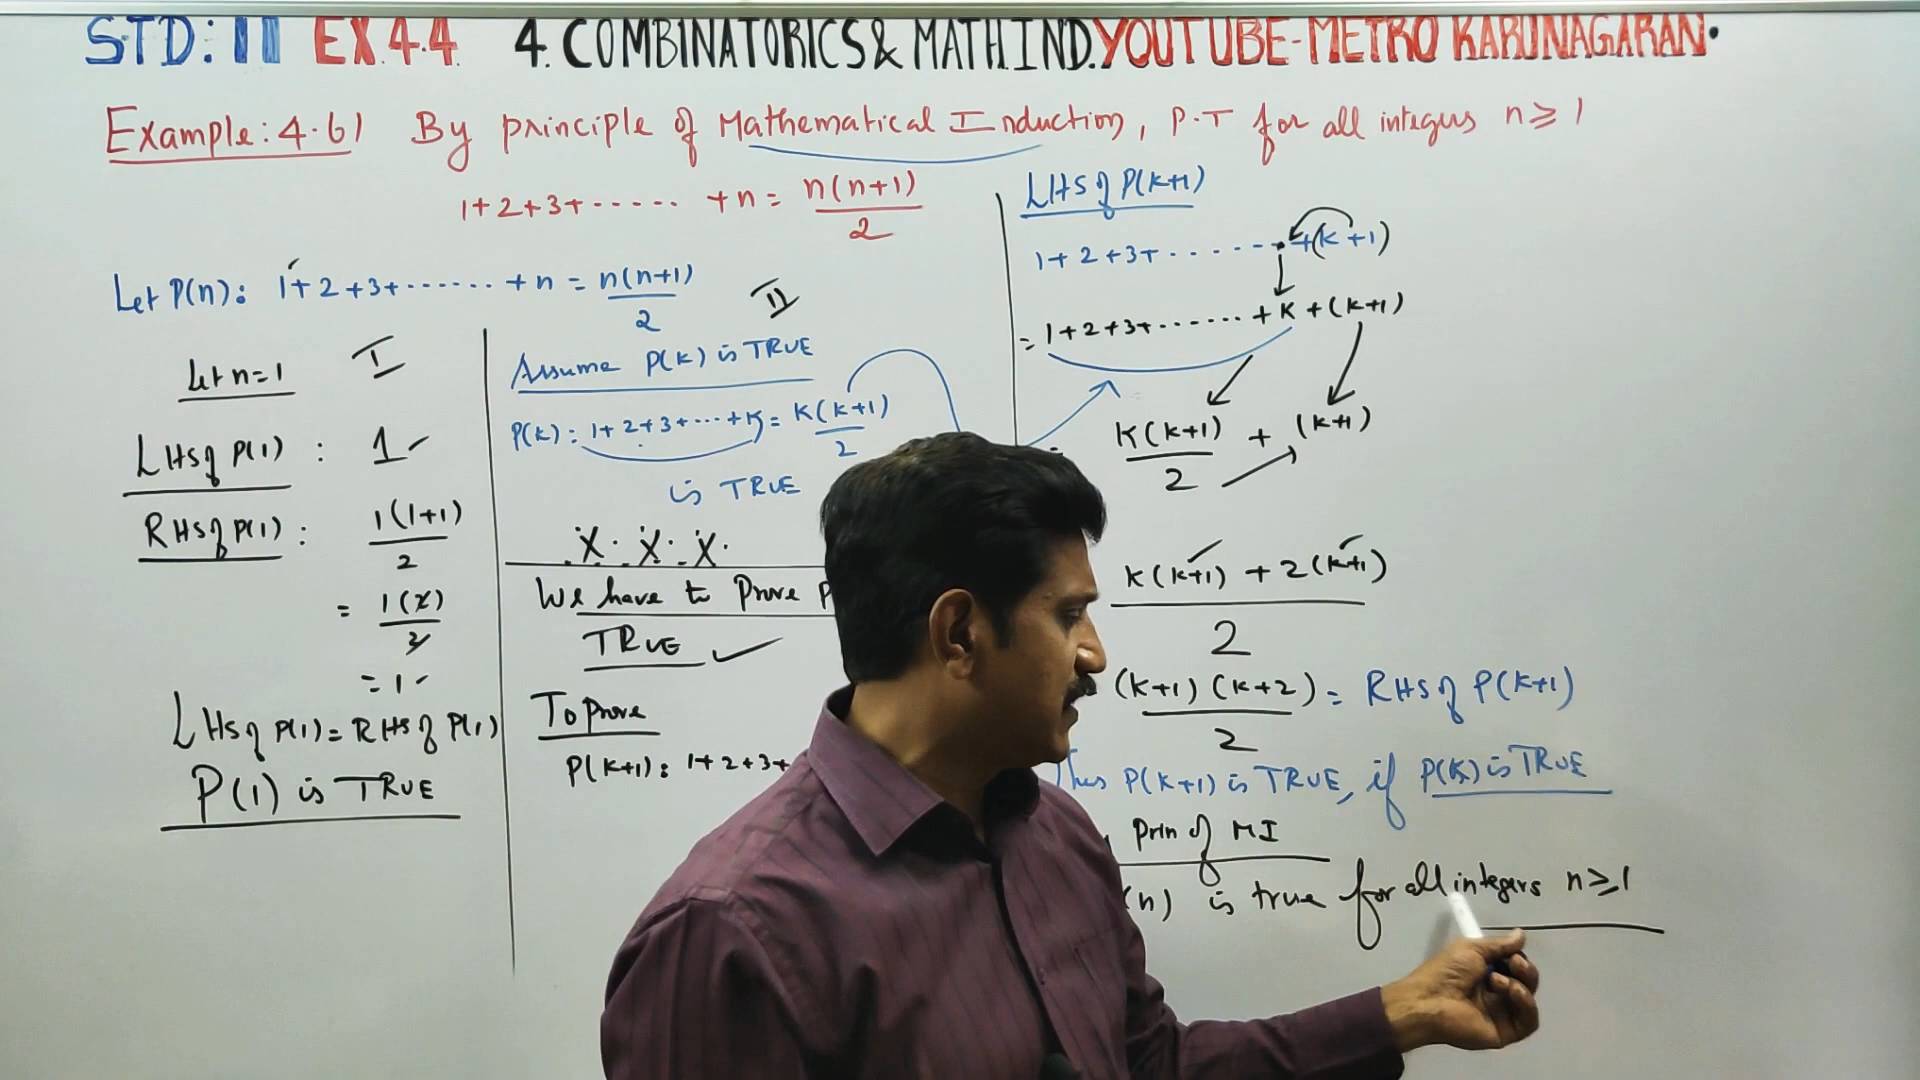 STD: 11 EX 4.4 4. COMBINATORICS & MATH IND. YOUTUBE-METRO KARUNAGARAN.
Example: 4.61 By principle of Mathematical Induction, P.T for all integers n ≥ 1
1+2+3+..... +n = n(n+1)/2
Let P(n): 1+2+3+...... +n = n(n+1)/2
I
Let n=1
LHS of P(1) : 1
RHS of P(1) : 1(1+1)/2
= 1(2)/2
= 1
LHS of P(1) = RHS of P(1)
P(1) is TRUE
II
Assume P(k) is TRUE
P(k) : 1+2+3+...+k = k(k+1)/2
is TRUE
.X. X. X.
We have to Prove P
TRUE
To prove
P(k+1): 1+2+3+
LHS of P(k+1)
1+2+3+...... +(k+1)
= 1+2+3+...... +k+(k+1)
= k(k+1)/2 + (k+1)
k(k+1) + 2(k+1)/2
(k+1)(k+2)/2 = RHS of P(k+1)
Thus P(k+1) is TRUE, if P(k) is TRUE
Prin of MI
(n) is true for all integers n ≥ 1